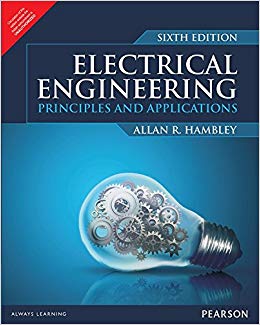 SIXTH EDITION
ELECTRICAL
ENGINEERING
PRINCIPLES AND APPLICATIONS
ALLAN R. HAMBLEY
ALWAYS LEARNING
PEARSON